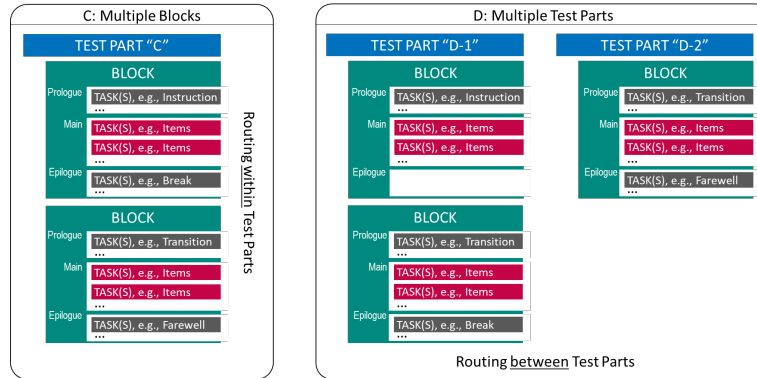 C: Multiple Blocks
TEST PART “C”
BLOCK
Prologue
TASK(S), e.g., Instruction
...
Main
TASK(S), e.g., Items
TASK(S), e.g., Items
...
Epilogue
TASK(S), e.g., Break
...
BLOCK
Prologue
TASK(S), e.g., Transition
...
Main
TASK(S), e.g., Items
TASK(S), e.g., Items
...
Epilogue
TASK(S), e.g., Farewell
...
Routing within Test Parts
D: Multiple Test Parts
TEST PART “D-1”
BLOCK
Prologue
TASK(S), e.g., Instruction
...
Main
TASK(S), e.g., Items
TASK(S), e.g., Items
...
Epilogue
BLOCK
Prologue
TASK(S), e.g., Transition
...
Main
TASK(S), e.g., Items
TASK(S), e.g., Items
...
Epilogue
TASK(S), e.g., Break
...
TEST PART “D-2”
BLOCK
Prologue
TASK(S), e.g., Transition
...
Main
TASK(S), e.g., Items
TASK(S), e.g., Items
...
Epilogue
TASK(S), e.g., Farewell
...
Routing between Test Parts